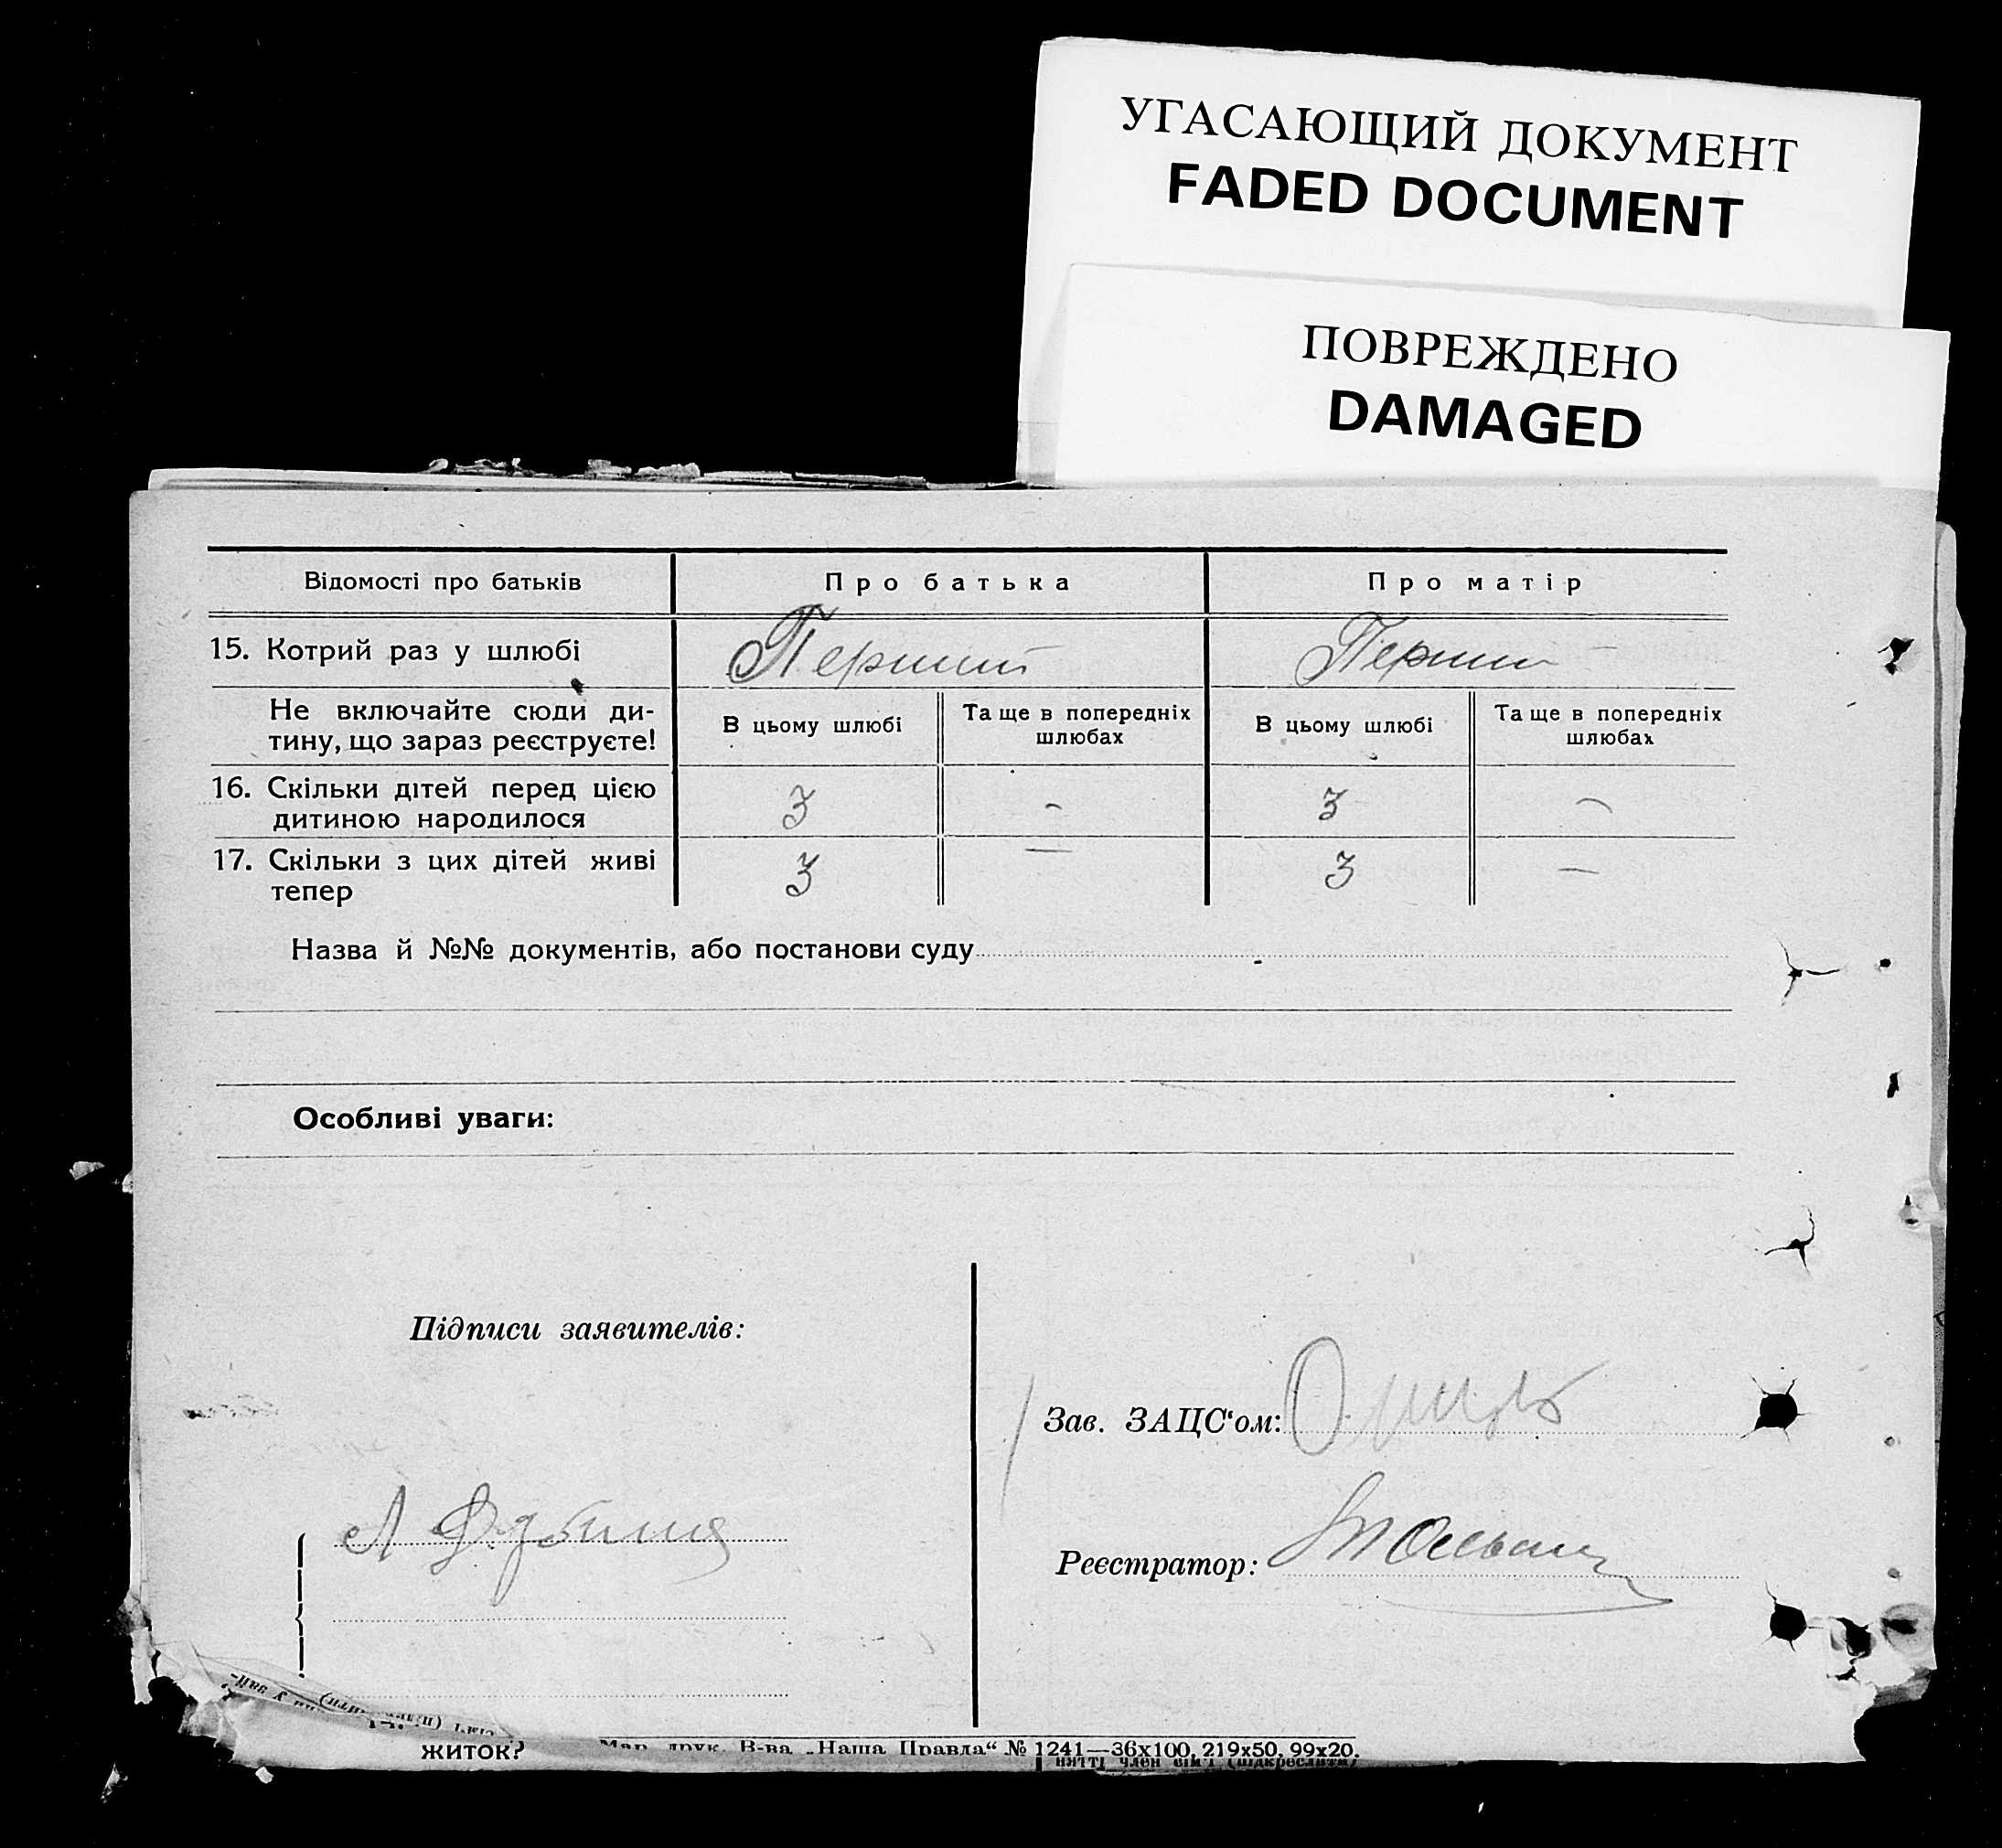 УГАСАЮЩИЙ ДОКУМЕНТ
FADED DOCUMENT
ПОВРЕЖДЕНО
DAMAGED
Відомості про батьків Про батька Про матір
15. Котрий раз у шлюбі Перший Перший
Не включайте сюди ди-
тину, що зараз реєструєте!
В цьому шлюбі
Та ще в попередніх
шлюбах
В цьому шлюбі
Та ще в попередніх
шлюбах
16. Скільки дітей перед цією
дитиною народилося
3 - 3 -
17. Скільки з цих дітей живі
тепер
3 — 3 —
Назва й №№ документів, або постанови суду
Особливі уваги:
Підписи заявителів:
Зав. ЗАЦС‘ом:
Реєстратор:
житок?
друк. В-ва „Наша Правда“ № 1241—36х100, 219х50, 99х20.